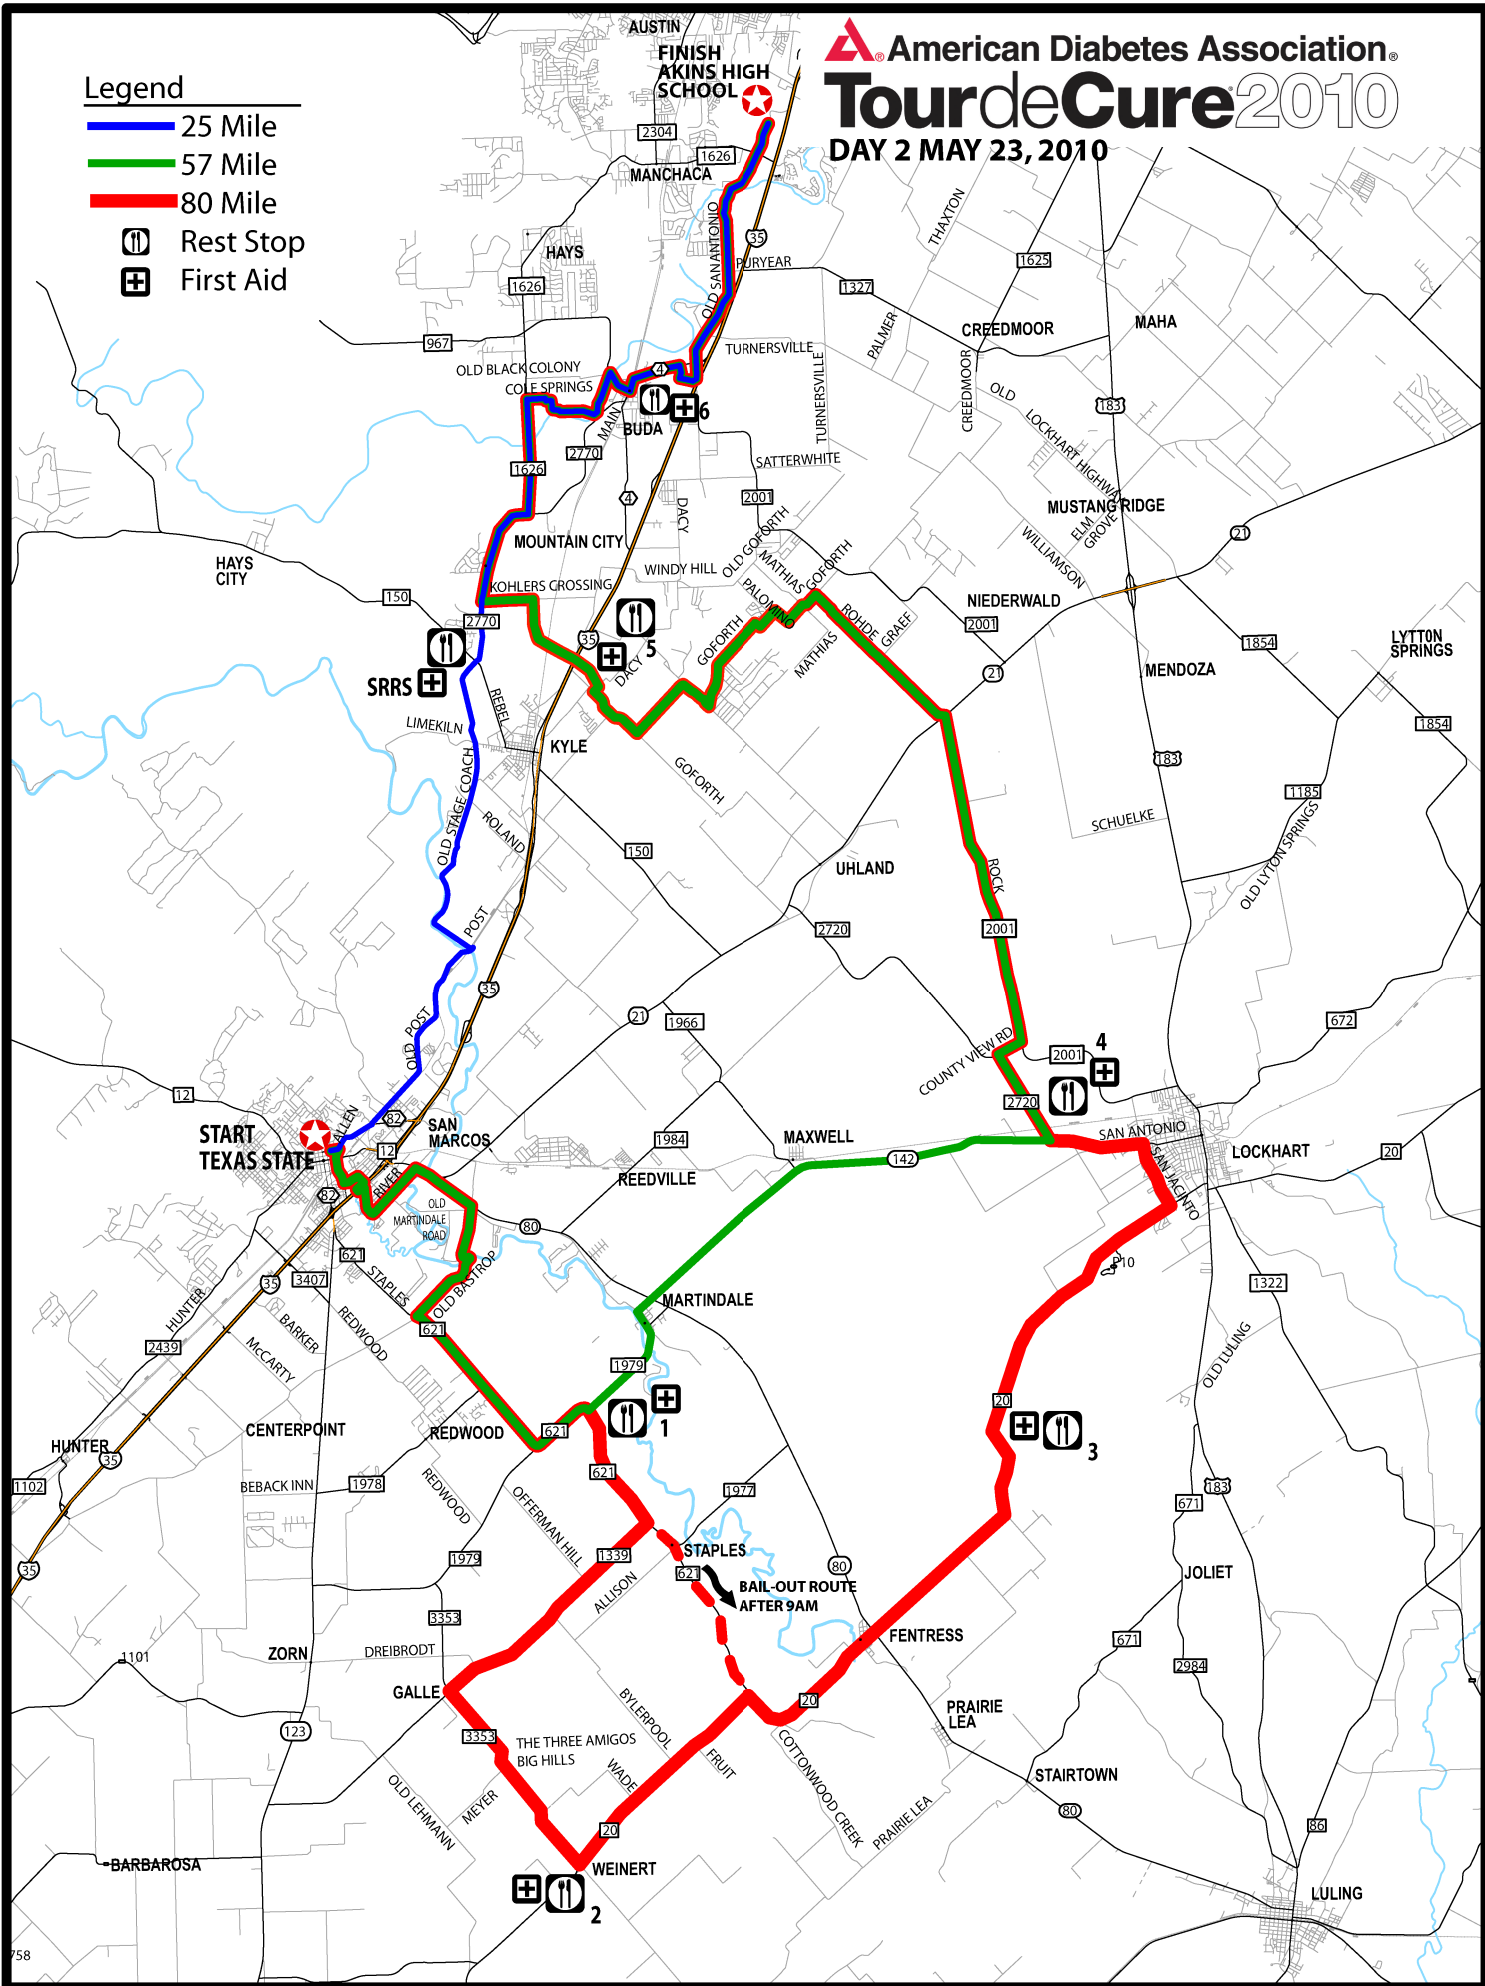 AUSTIN
FINISH
AKINS HIGH
SCHOOL
American Diabetes Association®
TourdeCure 2010
DAY 2 MAY 23, 2010
Legend
25 Mile
57 Mile
80 Mile
Rest Stop
First Aid
2304
1626
MANCHACA
THAXTON
OLD SAN ANTONIO
35
HAYS
PURYEAR
1625
1626
1327
967
PALMER
CREEDMOOR
MAHA
TURNERSVILLE
OLD BLACK COLONY
4
COLE SPRINGS
TURNERSVILLE
CREEDMOOR
OLD
LOCKHART HIGHWAY
183
MAIN
BUDA
6
2770
1626
SATTERWHITE
4
2001
DACY
MUSTANG RIDGE
ELM
GROVE
21
OLD GOFORTH
MOUNTAIN CITY
WILLIAMSON
HAYS
CITY
WINDY HILL
MATHIAS
GOFORTH
KOHLERS CROSSING
PALOMINO
150
NIEDERWALD
2770
35
5
ROHDE
GRAEF
2001
1854
LYTTON
SPRINGS
GOFORTH
MATHIAS
DACY
SRRS
21
MENDOZA
REBEL
LIMEKILN
1854
KYLE
183
GOFORTH
OLD STAGE COACH
1185
ROLAND
SCHUELKE
150
UHLAND
ROCK
OLD LYTON SPRINGS
POST
2720
2001
35
21
1966
OLD POST
672
COUNTY VIEW RD
4
2001
12
2720
START
TEXAS STATE
ALLEN
82
SAN
MARCOS
12
1984
MAXWELL
SAN ANTONIO
LOCKHART
20
142
REEDVILLE
SAN JACINTO
RIVER
82
OLD
MARTINDALE
ROAD
80
621
P10
STAPLES
OLD BASTROP
35
3407
1322
HUNTER
MARTINDALE
621
BARKER
REDWOOD
2439
McCARTY
OLD LULING
1979
20
1
CENTERPOINT
REDWOOD
621
3
HUNTER
35
621
1102
BEBACK INN
1978
REDWOOD
1977
183
671
OFFERMAN HILL
STAPLES
1979
1339
35
621
80
JOLIET
BAIL-OUT ROUTE
AFTER 9AM
ALLISON
3353
FENTRESS
671
ZORN
DREIBRODT
1101
2984
GALLE
20
BYLERPOOL
PRAIRIE
LEA
123
3353
THE THREE AMIGOS
BIG HILLS
FRUIT
WADE
COTTONWOOD CREEK
STAIRTOWN
OLD LEHMANN
MEYER
80
PRAIRIE LEA
20
86
BARBAROSA
WEINERT
2
LULING
758